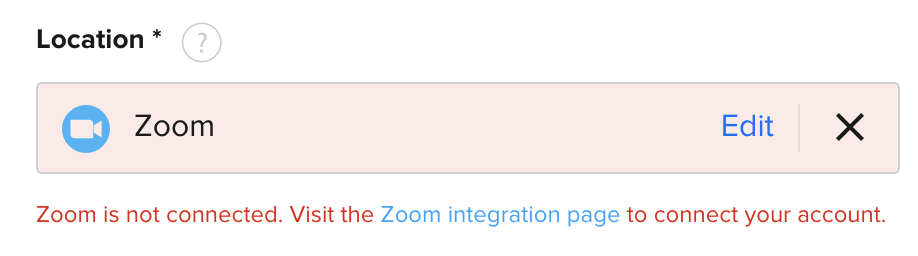 Location * ?
Zoom Edit
Zoom is not connected. Visit the Zoom integration page to connect your account.